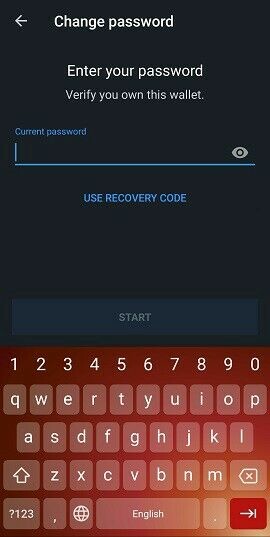 Change password
Enter your password
Verify you own this wallet.
Current password
USE RECOVERY CODE
START
1 2 3 4 5 6 7 8 9 0
q w e r t y u i o p
a s d f g h j k l
z x c v b n m
?123 , English .